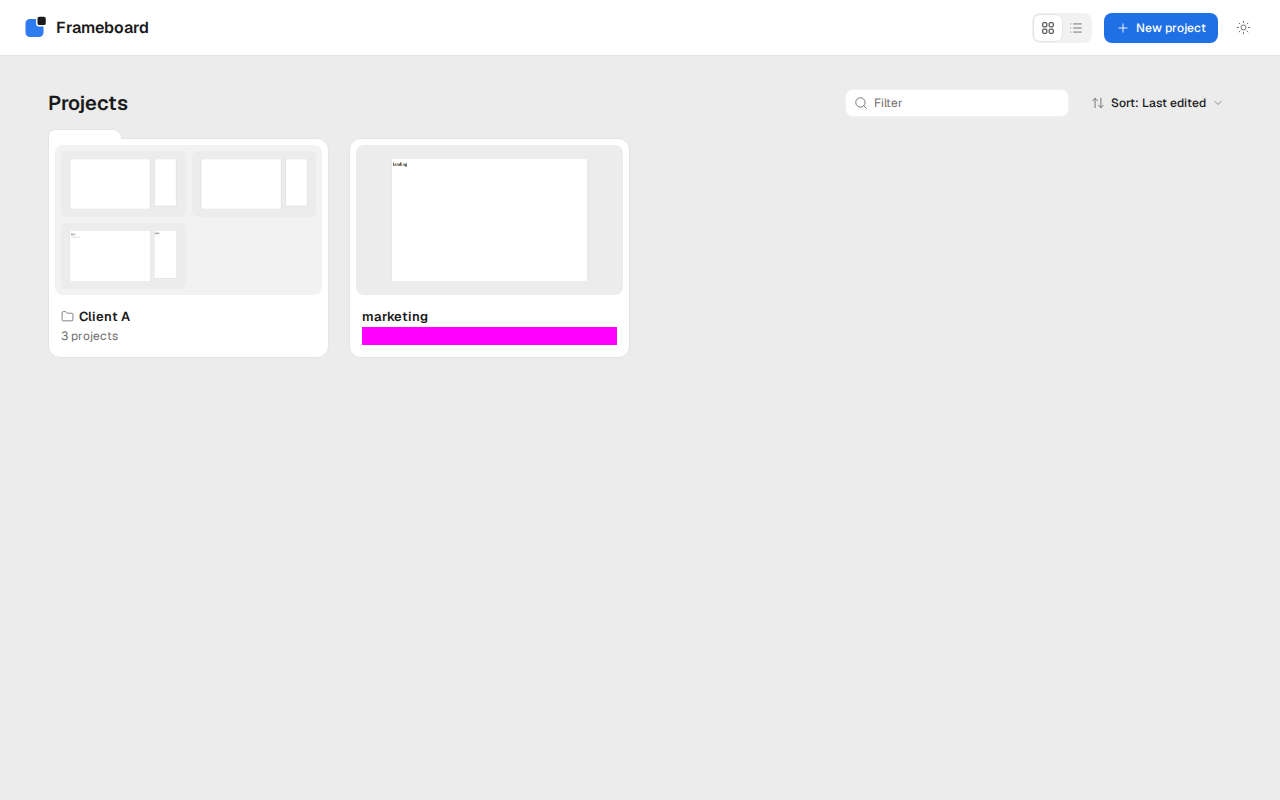 Frameboard
New project
Projects
Filter
Sort: Last edited
landing
Client A
3 projects
marketing